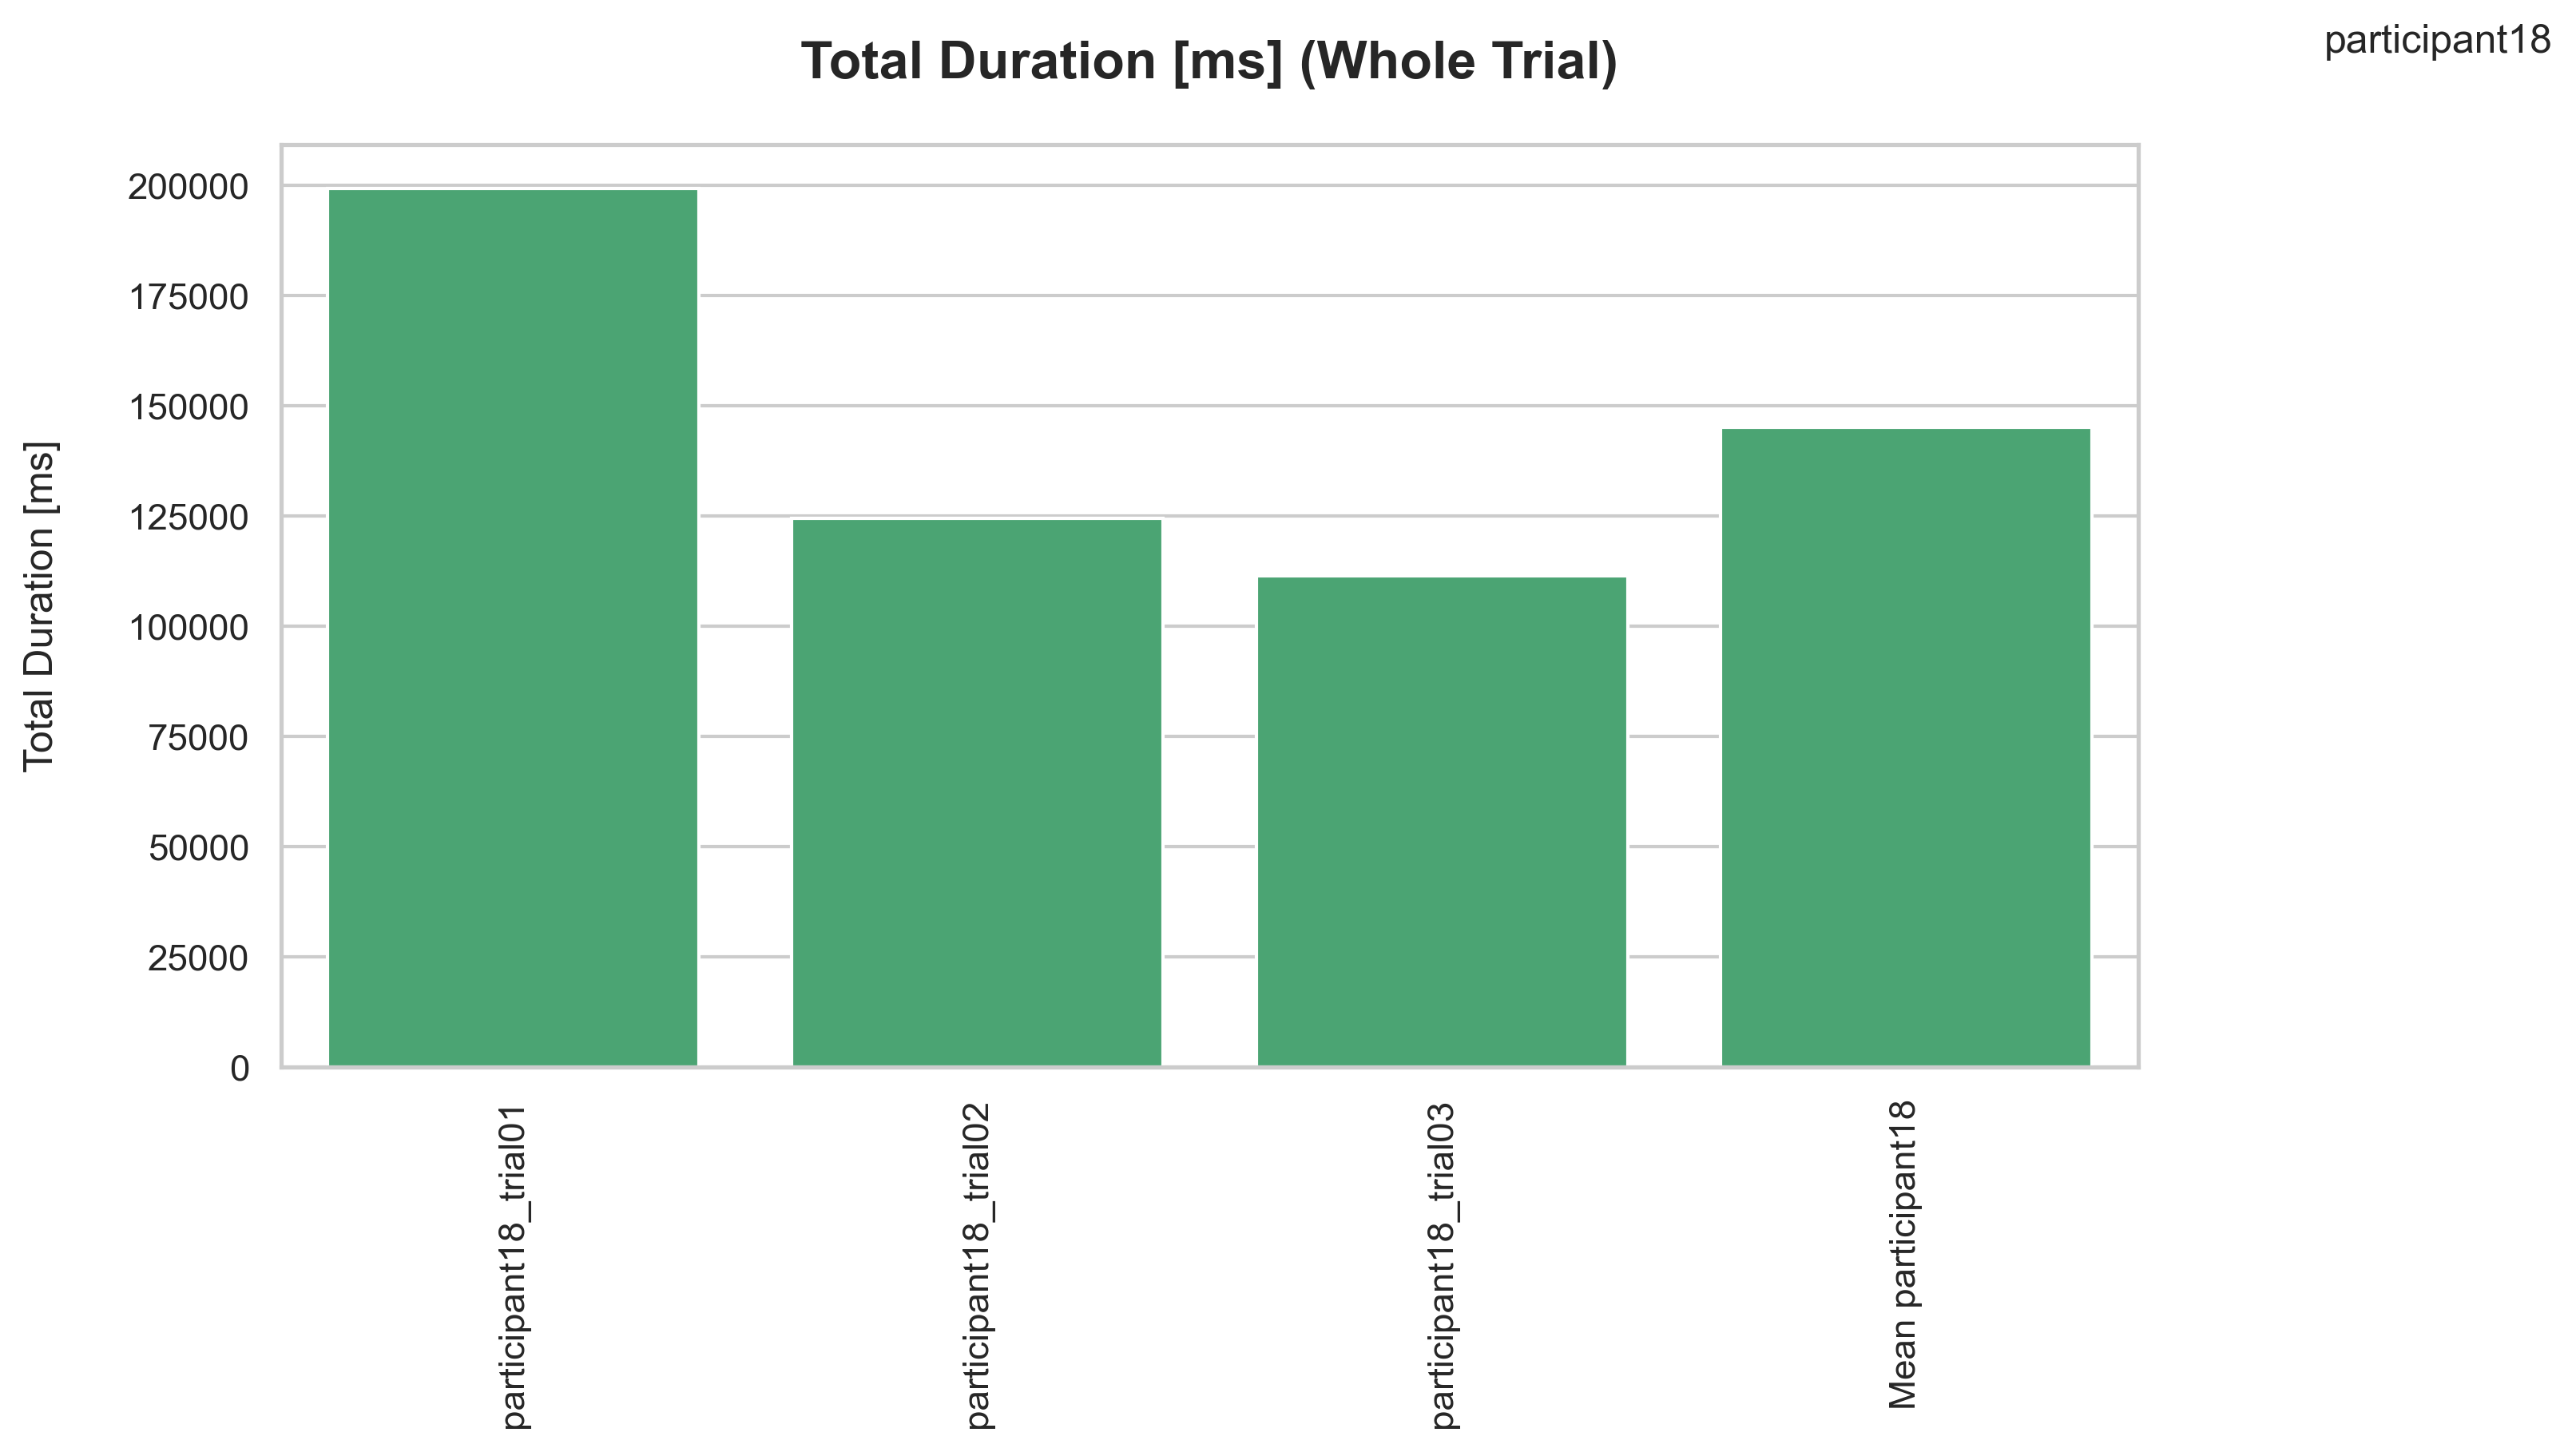 participant18
Total Duration [ms] (Whole Trial)
Total Duration [ms]
200000
175000
150000
125000
100000
75000
50000
25000
0
participant18_trial01
participant18_trial02
participant18_trial03
Mean participant18